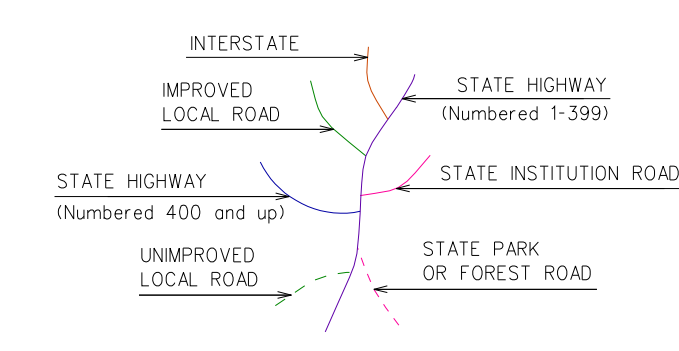 INTERSTATE
STATE HIGHWAY
(Numbered 1-399)
IMPROVED
LOCAL ROAD
STATE INSTITUTION ROAD
STATE HIGHWAY
(Numbered 400 and up)
UNIMPROVED
LOCAL ROAD
STATE PARK
OR FOREST ROAD